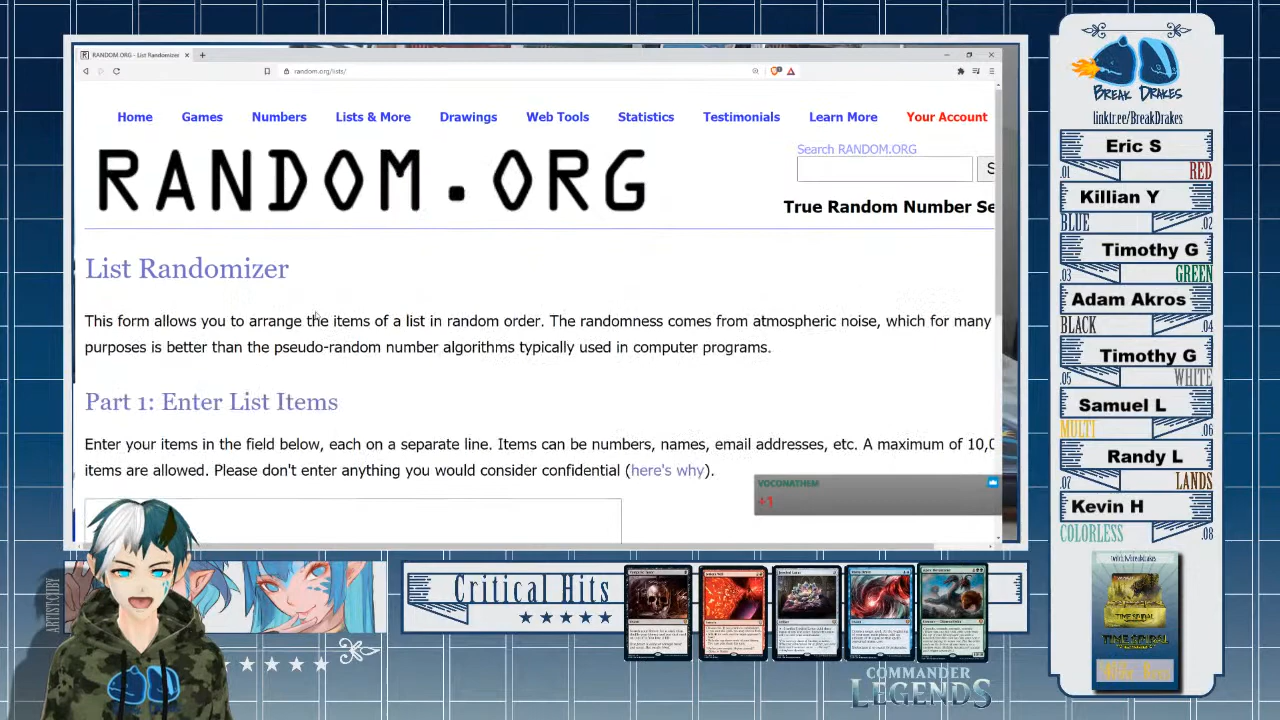 RANDOM.ORG - List Randomizer
random.org/lists/
Home Games Numbers Lists & More Drawings Web Tools Statistics Testimonials Learn More Your Account
Search RANDOM.ORG
RANDOM.ORG
S
True Random Number Se
List Randomizer
This form allows you to arrange the items of a list in random order. The randomness comes from atmospheric noise, which for many
purposes is better than the pseudo-random number algorithms typically used in computer programs.
Part 1: Enter List Items
Enter your items in the field below, each on a separate line. Items can be numbers, names, email addresses, etc. A maximum of 10,0
items are allowed. Please don't enter anything you would consider confidential (here's why).
VOCONATHEM
+1
ARTIST:CHBY
Critical Hits
COMMANDER
LEGENDS
BREAK DRAKES
linktr.ee/BreakDrakes
Eric S
.01 RED
Killian Y
BLUE .02
Timothy G
.03 GREEN
Adam Akros
BLACK .04
Timothy G
.05 WHITE
Samuel L
MULTI .06
Randy L
.07 LANDS
Kevin H
COLORLESS .08
TIME SPIRAL
TIME SPIRAL